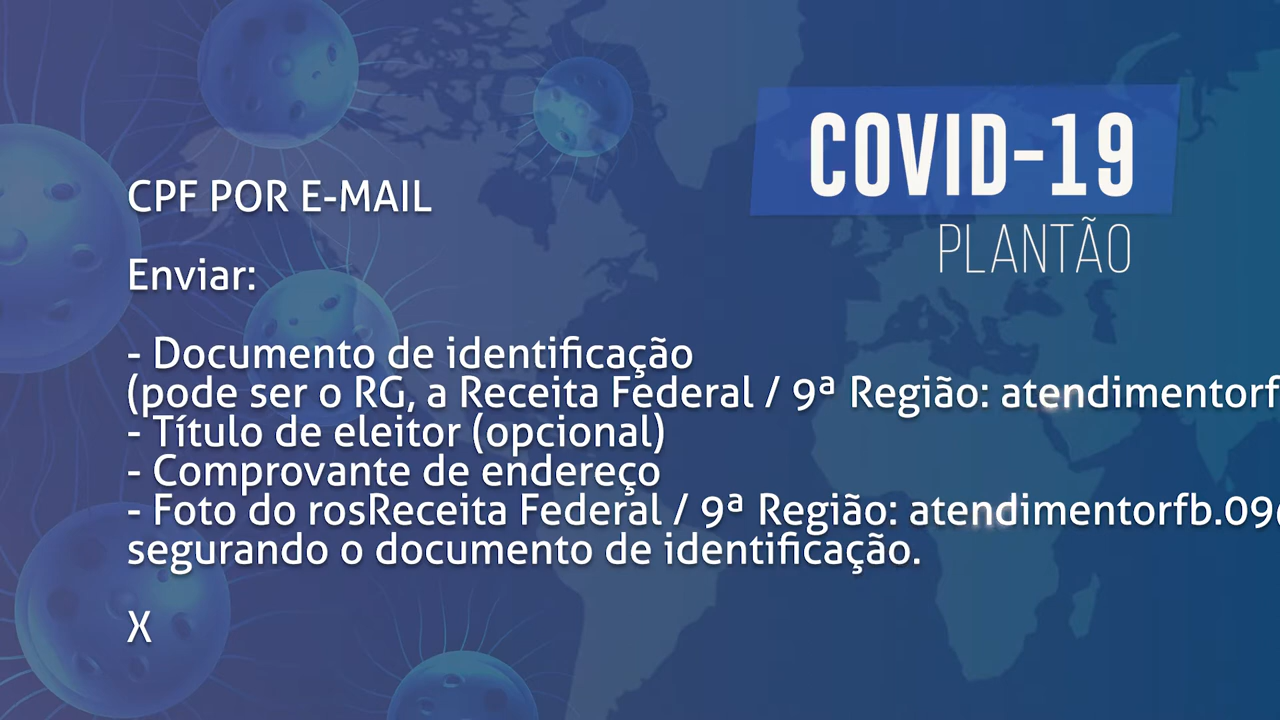 COVID-19
PLANTÃO
CPF POR E-MAIL
Enviar:
- Documento de identificação
(pode ser o RG, a Receita Federal / 9ª Região: atendimentorf
- Título de eleitor (opcional)
- Comprovante de endereço
- Foto do rosReceita Federal / 9ª Região: atendimentorfb.09
segurando o documento de identificação.
X